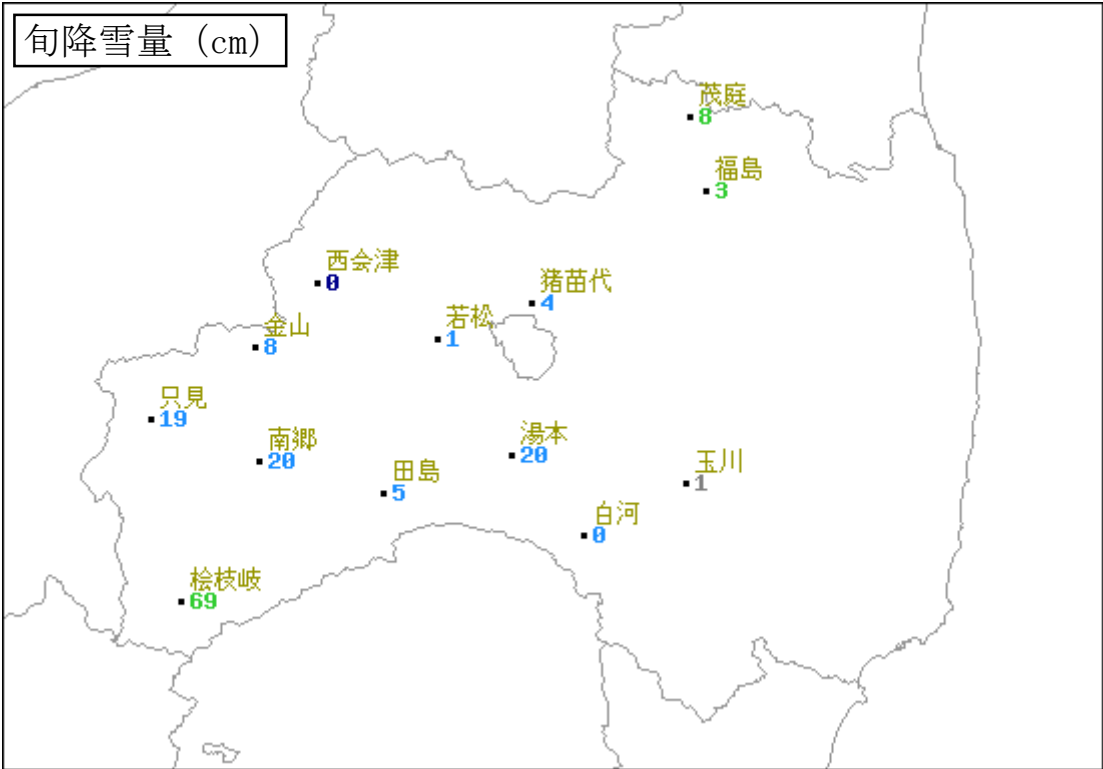 旬降雪量 (cm)
茂庭
8
福島
3
西会津
0
猪苗代
4
若松
1
金山
8
只見
19
南郷
20
湯本
20
田島
5
玉川
1
白河
0
桧枝岐
69